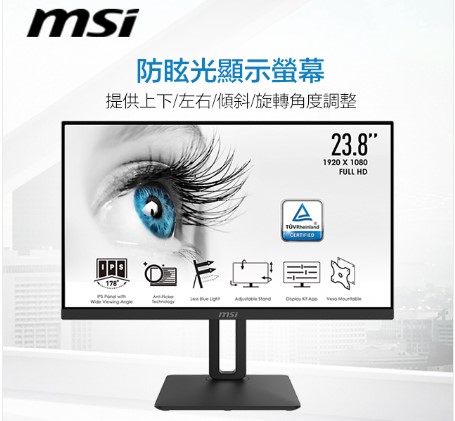 msi
防眩光顯示螢幕
提供上下/左右/傾斜/旋轉角度調整
23.8”
1920 X 1080
FULL HD
TÜVRheinland
CERTIFIED
IPS
178°
IPS Panel with
Wide Viewing Angle
Anti-Flicker
Technology
Less Blue Light
Adjustable Stand
Display Kit App
Vesa Mountable
msi